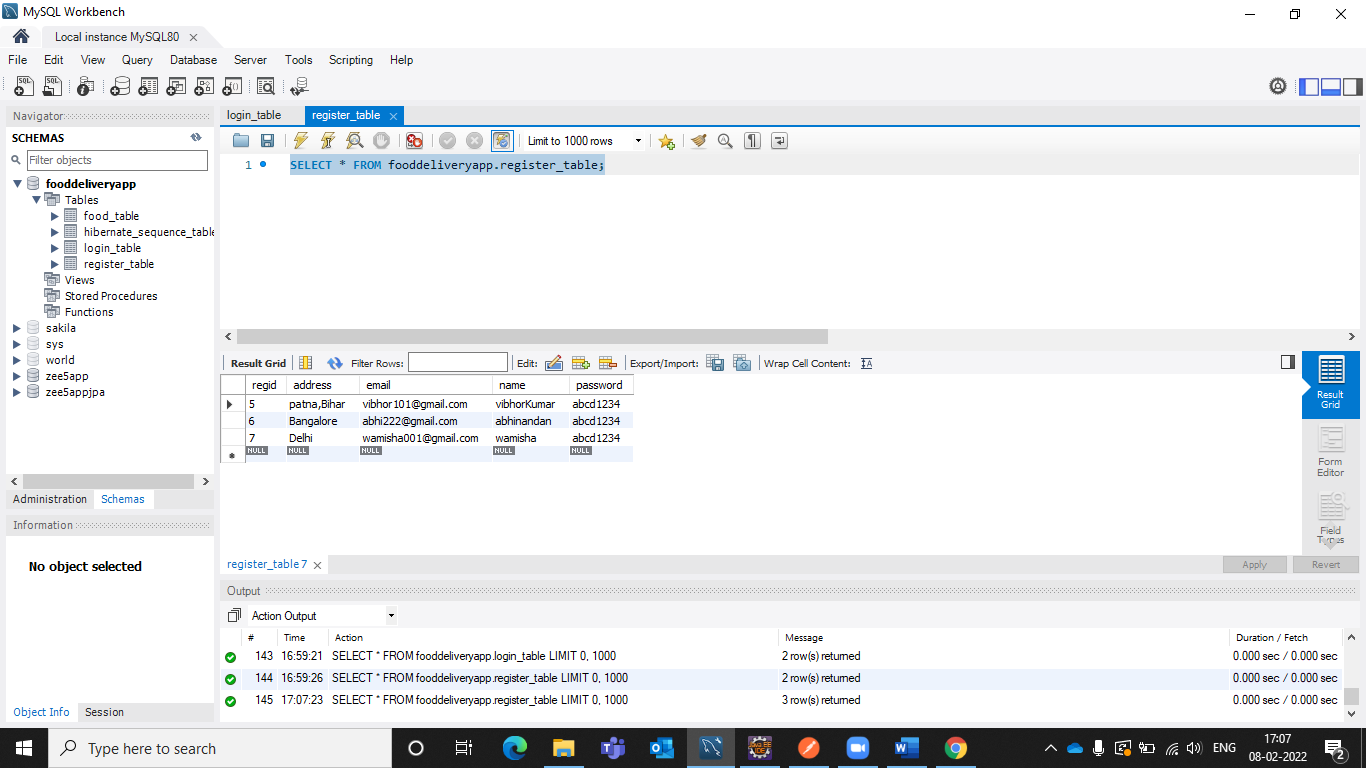 MySQL Workbench
Local instance MySQL80
File Edit View Query Database Server Tools Scripting Help
Navigator
SCHEMAS
Filter objects
fooddeliveryapp
Tables
food_table
hibernate_sequence_table
login_table
register_table
Views
Stored Procedures
Functions
sakila
sys
world
zee5app
zee5appjpa
Administration Schemas
Information
No object selected
Object Info Session
login_table register_table
Limit to 1000 rows
1 SELECT * FROM fooddeliveryapp.register_table;
Result Grid Filter Rows: Edit: Export/Import: Wrap Cell Content:
regid address email name password
5 patna,Bihar vibhor101@gmail.com vibhorKumar abcd1234
6 Bangalore abhi222@gmail.com abhinandan abcd1234
7 Delhi wamisha001@gmail.com wamisha abcd1234
NULL NULL NULL NULL NULL
Result
Grid
Form
Editor
Field
Types
register_table 7
Apply Revert
Output
Action Output
# Time Action Message Duration / Fetch
143 16:59:21 SELECT * FROM fooddeliveryapp.login_table LIMIT 0, 1000 2 row(s) returned 0.000 sec / 0.000 sec
144 16:59:26 SELECT * FROM fooddeliveryapp.register_table LIMIT 0, 1000 2 row(s) returned 0.000 sec / 0.000 sec
145 17:07:23 SELECT * FROM fooddeliveryapp.register_table LIMIT 0, 1000 3 row(s) returned 0.000 sec / 0.000 sec
Type here to search
ENG
17:07
08-02-2022
2